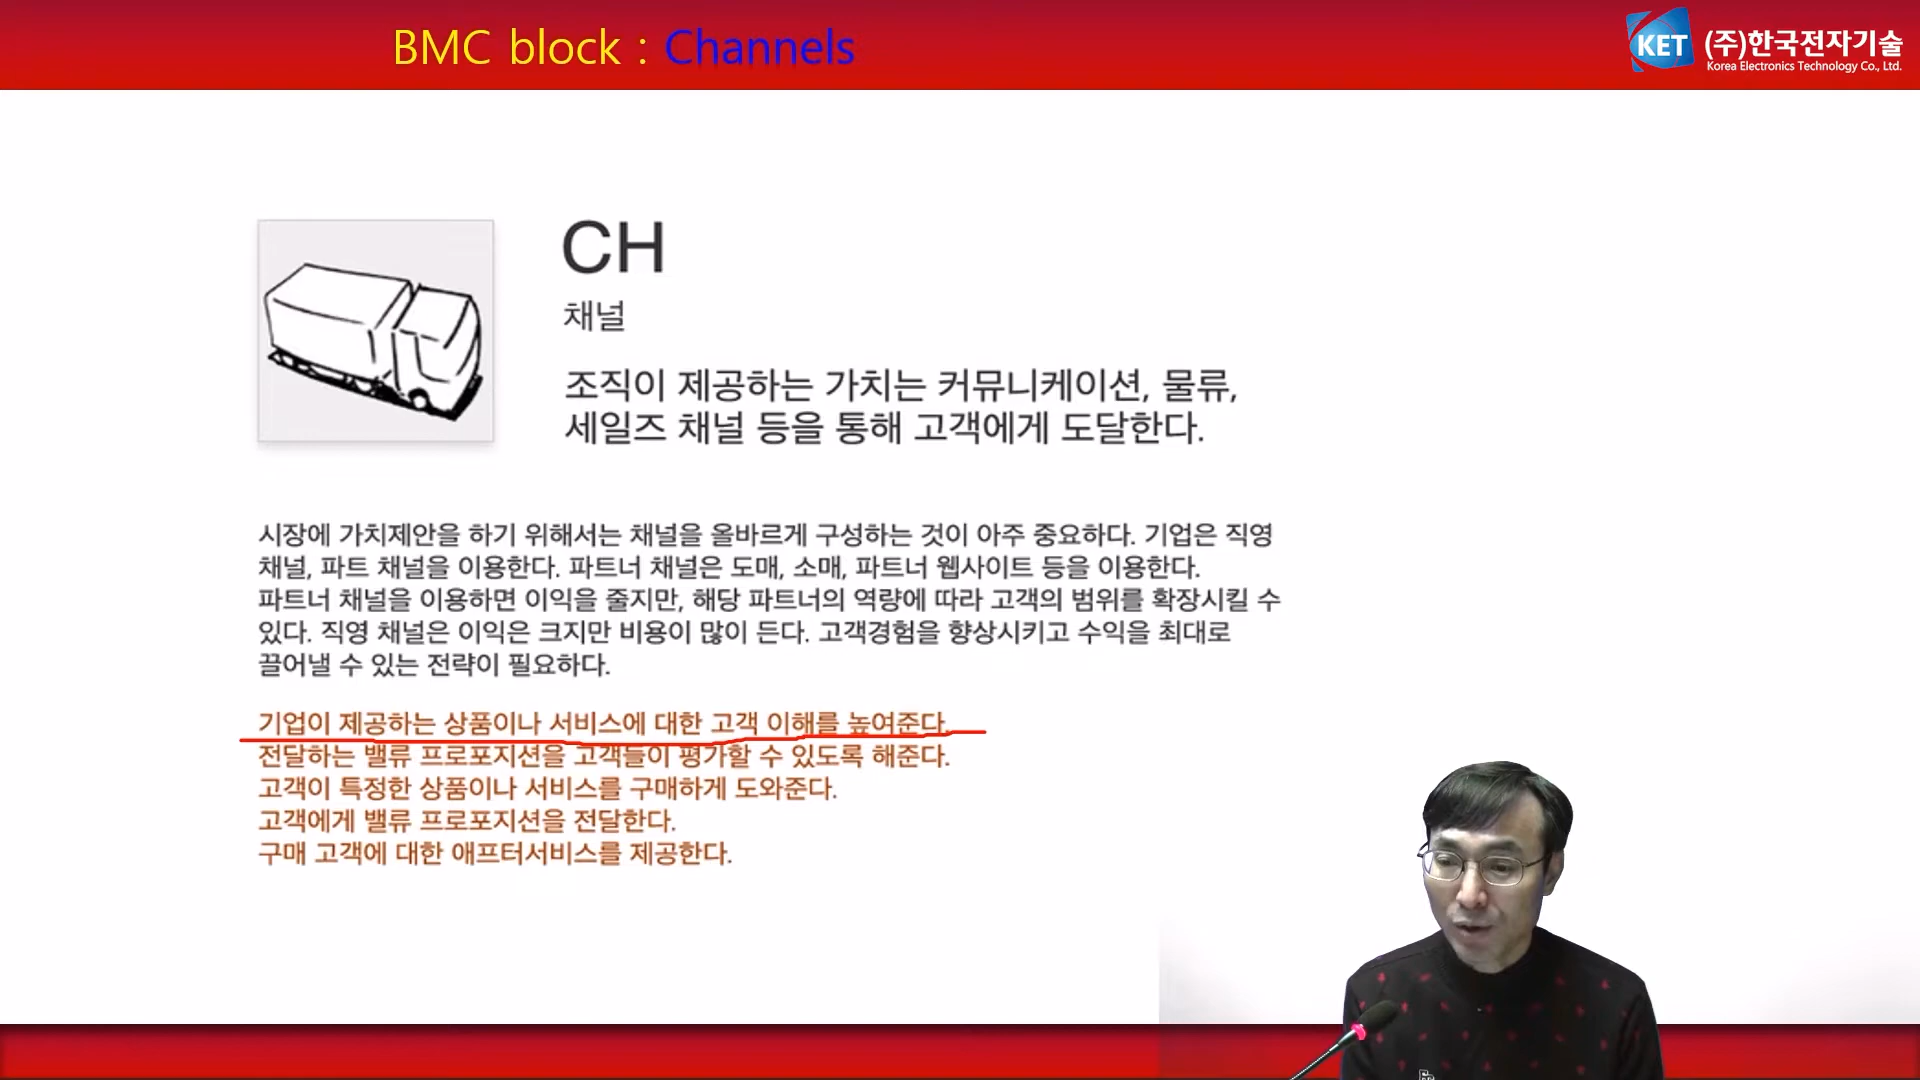 BMC block : Channels
KET
(주)한국전자기술
Korea Electronics Technology Co., Ltd.
CH
채널
조직이 제공하는 가치는 커뮤니케이션, 물류,
세일즈 채널 등을 통해 고객에게 도달한다.
시장에 가치제안을 하기 위해서는 채널을 올바르게 구성하는 것이 아주 중요하다. 기업은 직영
채널, 파트 채널을 이용한다. 파트너 채널은 도매, 소매, 파트너 웹사이트 등을 이용한다.
파트너 채널을 이용하면 이익을 줄지만, 해당 파트너의 역량에 따라 고객의 범위를 확장시킬 수
있다. 직영 채널은 이익은 크지만 비용이 많이 든다. 고객경험을 향상시키고 수익을 최대로
끌어낼 수 있는 전략이 필요하다.
기업이 제공하는 상품이나 서비스에 대한 고객 이해를 높여준다.
전달하는 밸류 프로포지션을 고객들이 평가할 수 있도록 해준다.
고객이 특정한 상품이나 서비스를 구매하게 도와준다.
고객에게 밸류 프로포지션을 전달한다.
구매 고객에 대한 애프터서비스를 제공한다.